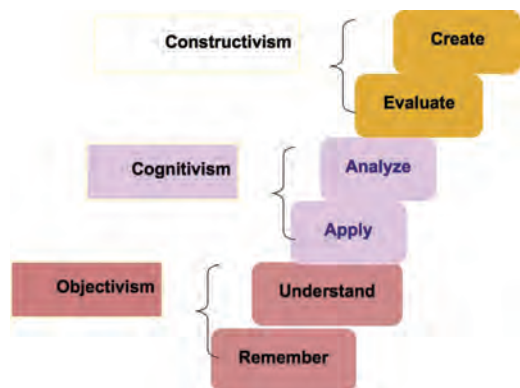 Constructivism
Create
Evaluate
Cognitivism
Analyze
Apply
Objectivism
Understand
Remember